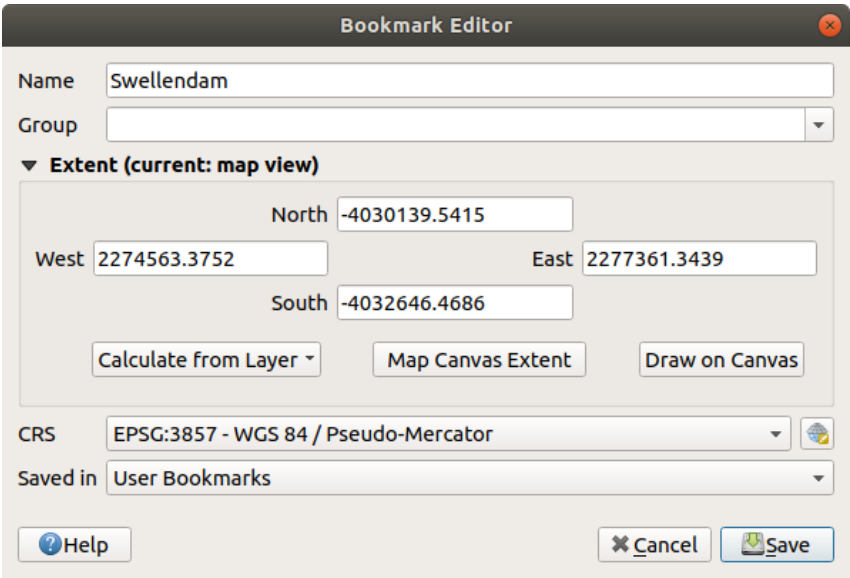 Bookmark Editor
Name Swellendam
Group
Extent (current: map view)
North -4030139.5415
West 2274563.3752 East 2277361.3439
South -4032646.4686
Calculate from Layer Map Canvas Extent Draw on Canvas
CRS EPSG:3857 - WGS 84 / Pseudo-Mercator
Saved in User Bookmarks
Help Cancel Save